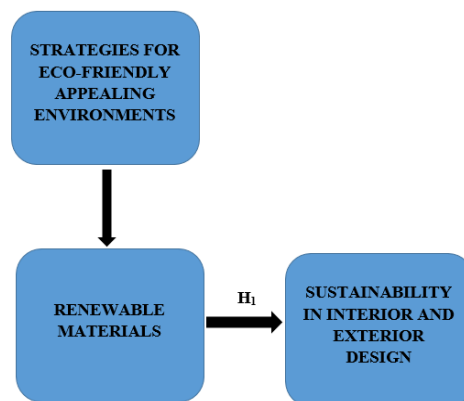 STRATEGIES FOR
ECO-FRIENDLY
APPEALING
ENVIRONMENTS
RENEWABLE
MATERIALS
H₁
SUSTAINABILITY
IN INTERIOR AND
EXTERIOR
DESIGN